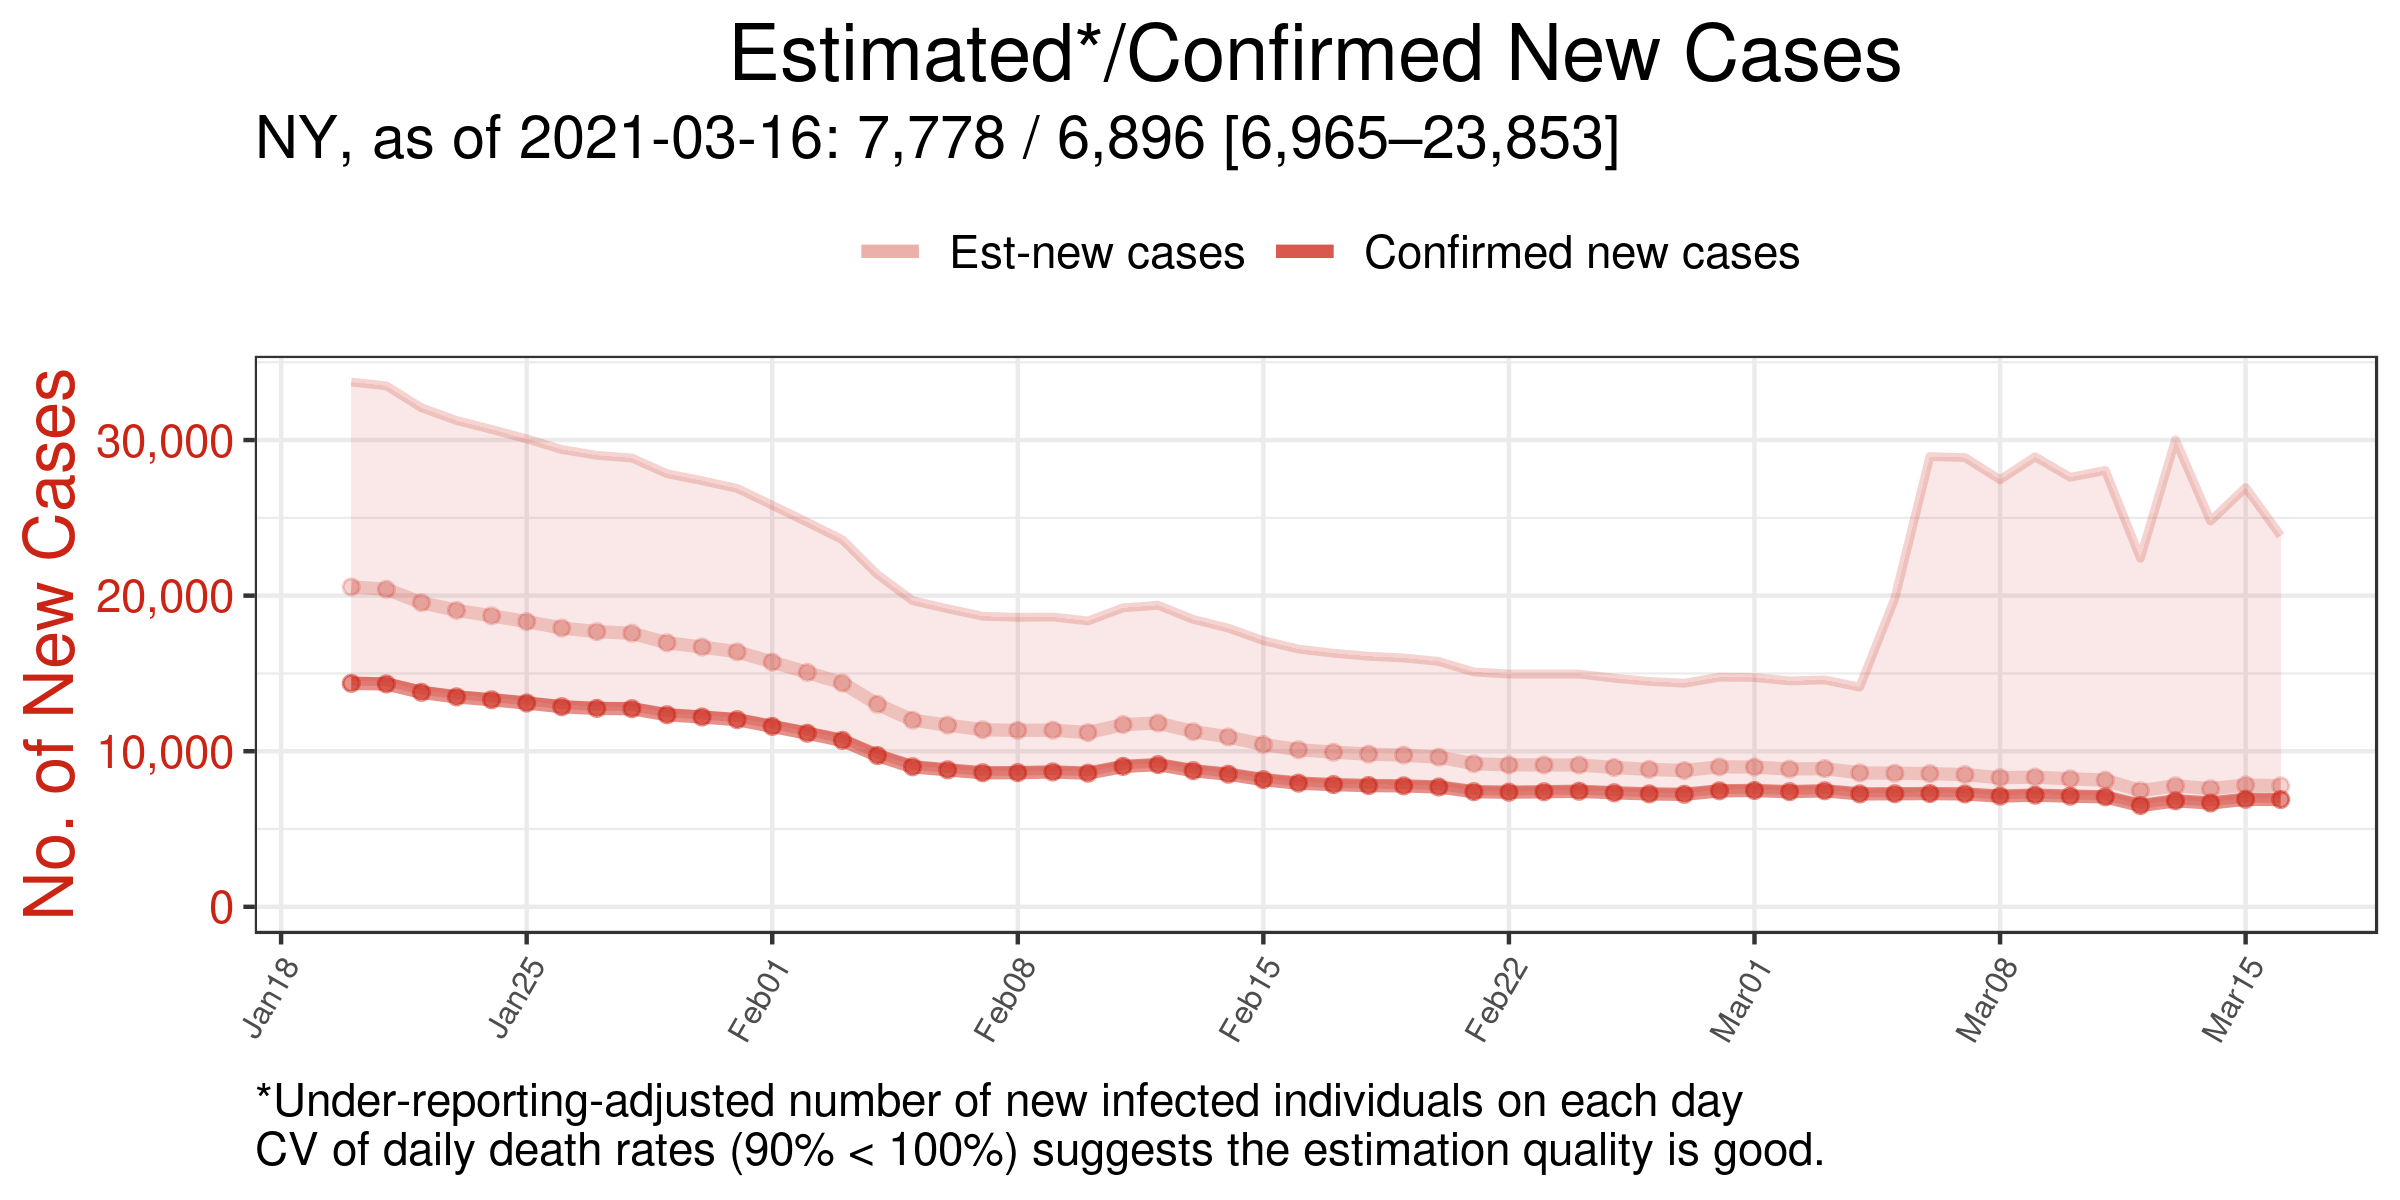 Estimated*/Confirmed New Cases
NY, as of 2021-03-16: 7,778 / 6,896 [6,965–23,853]
Est-new cases Confirmed new cases
No. of New Cases
30,000
20,000
10,000
0
Jan18 Jan25 Feb01 Feb08 Feb15 Feb22 Mar01 Mar08 Mar15
*Under-reporting-adjusted number of new infected individuals on each day
CV of daily death rates (90% < 100%) suggests the estimation quality is good.